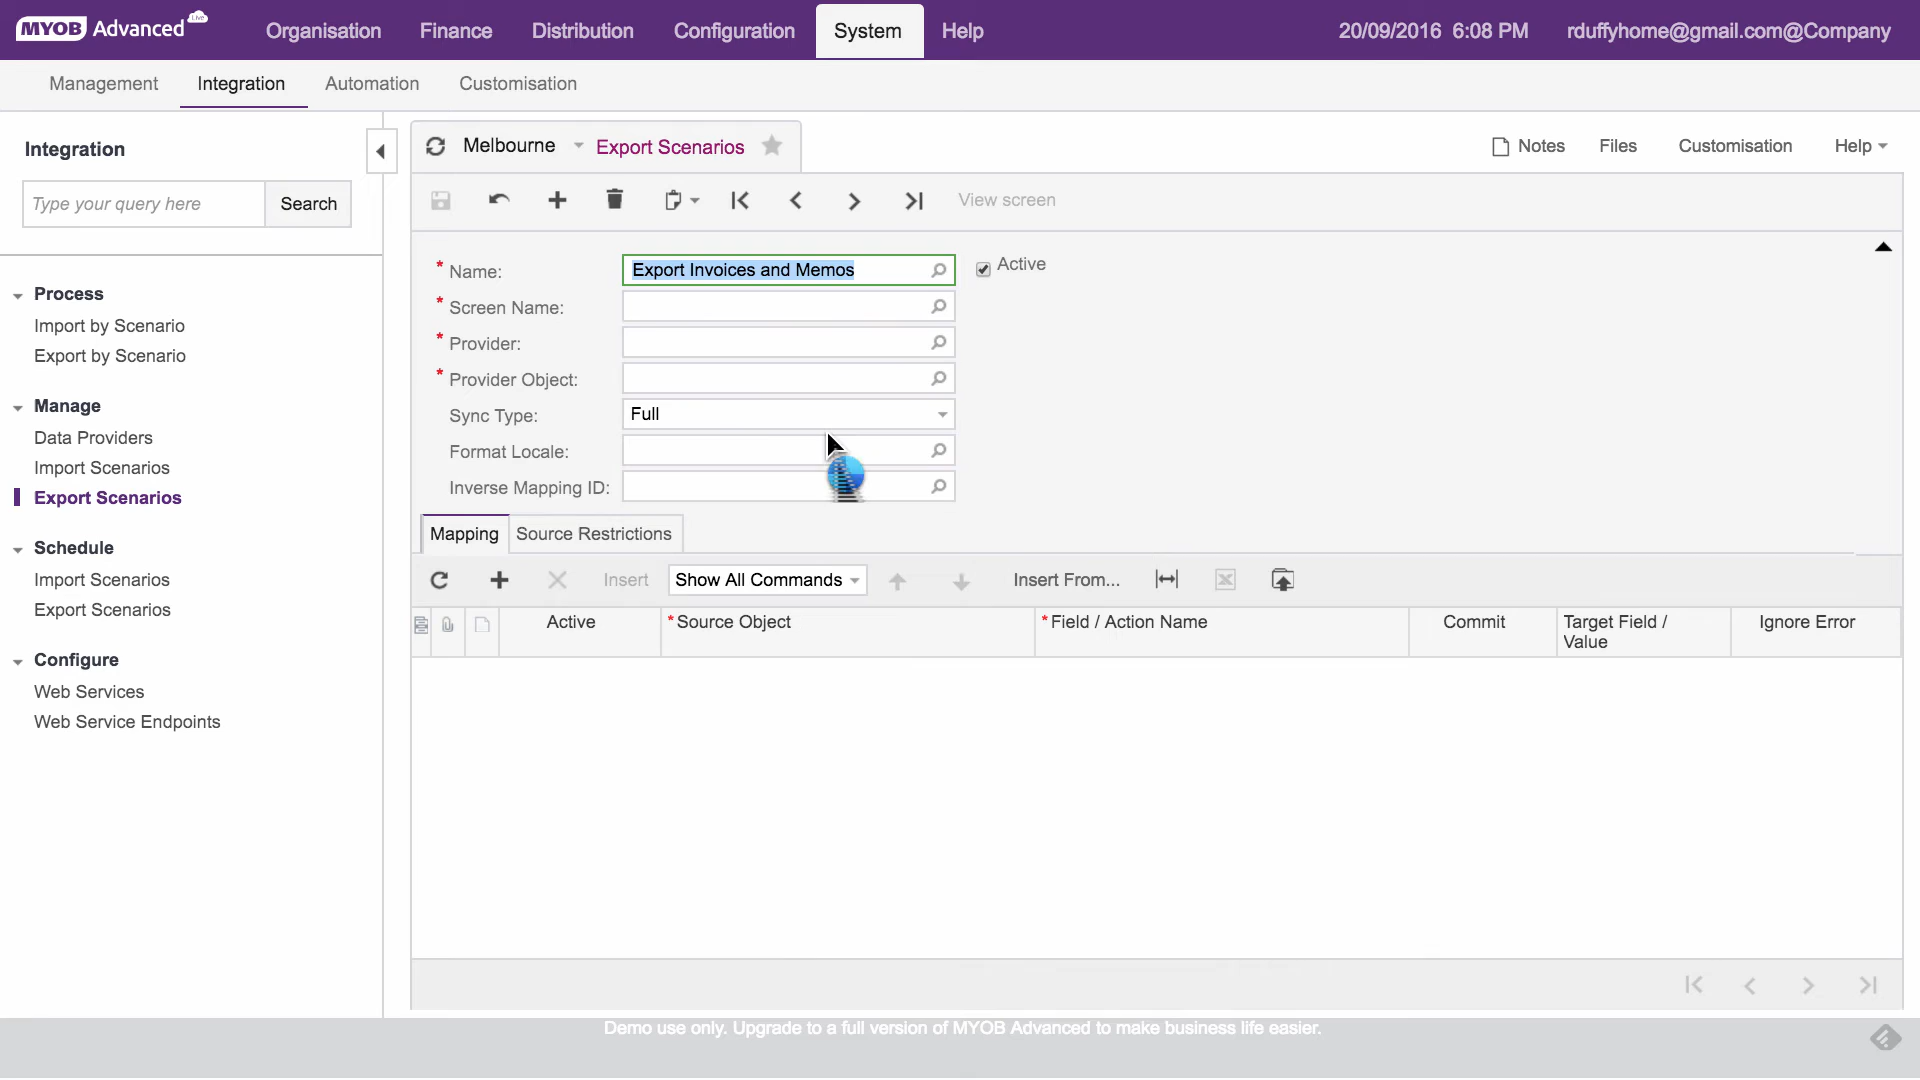 MYOB Advanced Live
Organisation Finance Distribution Configuration System Help 20/09/2016 6:08 PM rduffyhome@gmail.com@Company
Management Integration Automation Customisation
Integration
Melbourne Export Scenarios
Notes Files Customisation Help
Type your query here Search
View screen
Process
Import by Scenario
Export by Scenario
Manage
Data Providers
Import Scenarios
Export Scenarios
Schedule
Import Scenarios
Export Scenarios
Configure
Web Services
Web Service Endpoints
* Name: Export Invoices and Memos
Active
* Screen Name:
* Provider:
* Provider Object:
Sync Type: Full
Format Locale:
Inverse Mapping ID:
Mapping Source Restrictions
Insert Show All Commands Insert From...
Active * Source Object * Field / Action Name Commit Target Field / Ignore Error
Value
Demo use only. Upgrade to a full version of MYOB Advanced to make business life easier.